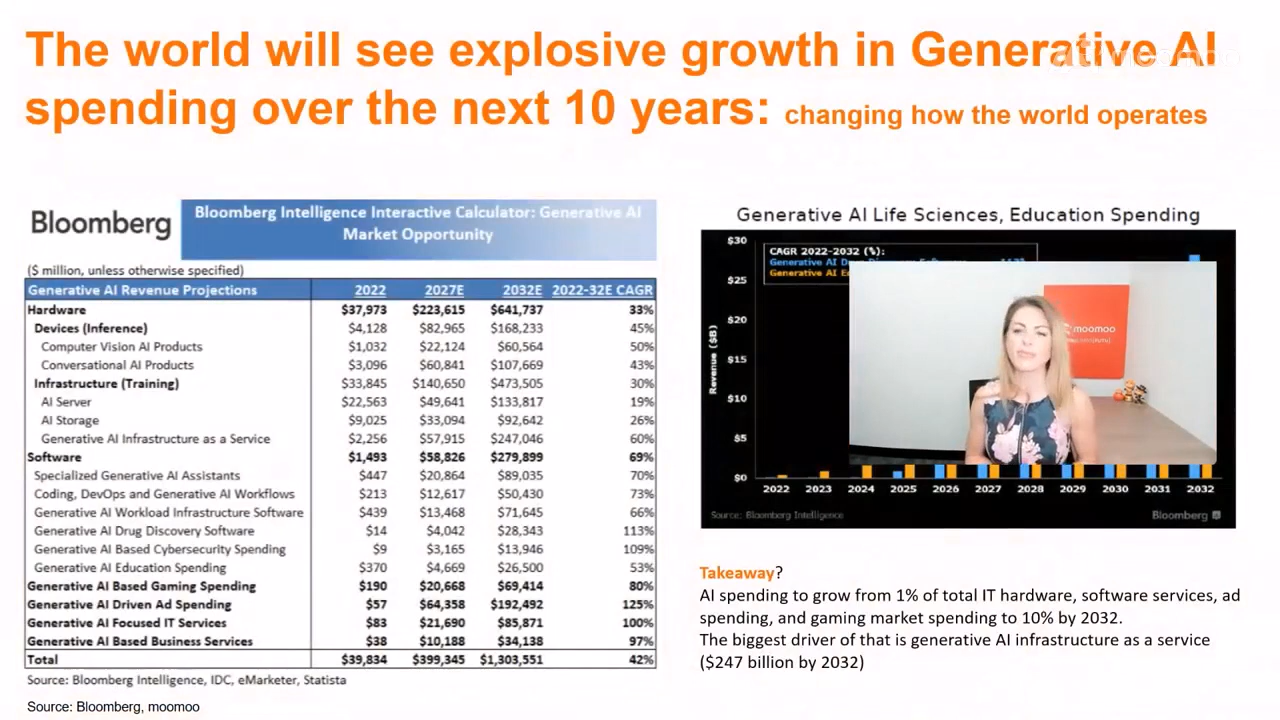 The world will see explosive growth in Generative AI
moomoo
spending over the next 10 years: changing how the world operates
Bloomberg
Bloomberg Intelligence Interactive Calculator: Generative AI
Market Opportunity
($ million, unless otherwise specified)
Generative AI Revenue Projections 2022 2027E 2032E 2022-32E CAGR
Hardware $37,973 $223,615 $641,737 33%
Devices (Inference) $4,128 $82,965 $168,233 45%
Computer Vision AI Products $1,032 $22,124 $60,564 50%
Conversational AI Products $3,096 $60,841 $107,669 43%
Infrastructure (Training) $33,845 $140,650 $473,505 30%
AI Server $22,563 $49,641 $133,817 19%
AI Storage $9,025 $33,094 $92,642 26%
Generative AI Infrastructure as a Service $2,256 $57,915 $247,046 60%
Software $1,493 $58,826 $279,899 69%
Specialized Generative AI Assistants $447 $20,864 $89,035 70%
Coding, DevOps and Generative AI Workflows $213 $12,617 $50,430 73%
Generative AI Workload Infrastructure Software $439 $13,468 $71,645 66%
Generative AI Drug Discovery Software $14 $4,042 $28,343 113%
Generative AI Based Cybersecurity Spending $9 $3,165 $13,946 109%
Generative AI Education Spending $370 $4,669 $26,500 53%
Generative AI Based Gaming Spending $190 $20,668 $69,414 80%
Generative AI Driven Ad Spending $57 $64,358 $192,492 125%
Generative AI Focused IT Services $83 $21,690 $85,871 100%
Generative AI Based Business Services $38 $10,188 $34,138 97%
Total $39,834 $399,345 $1,303,551 42%
Source: Bloomberg Intelligence, IDC, eMarketer, Statista
Source: Bloomberg, moomoo
Generative AI Life Sciences, Education Spending
CAGR 2022-2032 (%):
Generative AI
Generative AI
$30
$25
$20
$15
$10
$5
$0
Revenue ($B)
moomoo
2022 2023 2024 2025 2026 2027 2028 2029 2030 2031 2032
Source: Bloomberg Intelligence
Bloomberg
Takeaway?
AI spending to grow from 1% of total IT hardware, software services, ad
spending, and gaming market spending to 10% by 2032.
The biggest driver of that is generative AI infrastructure as a service
($247 billion by 2032)